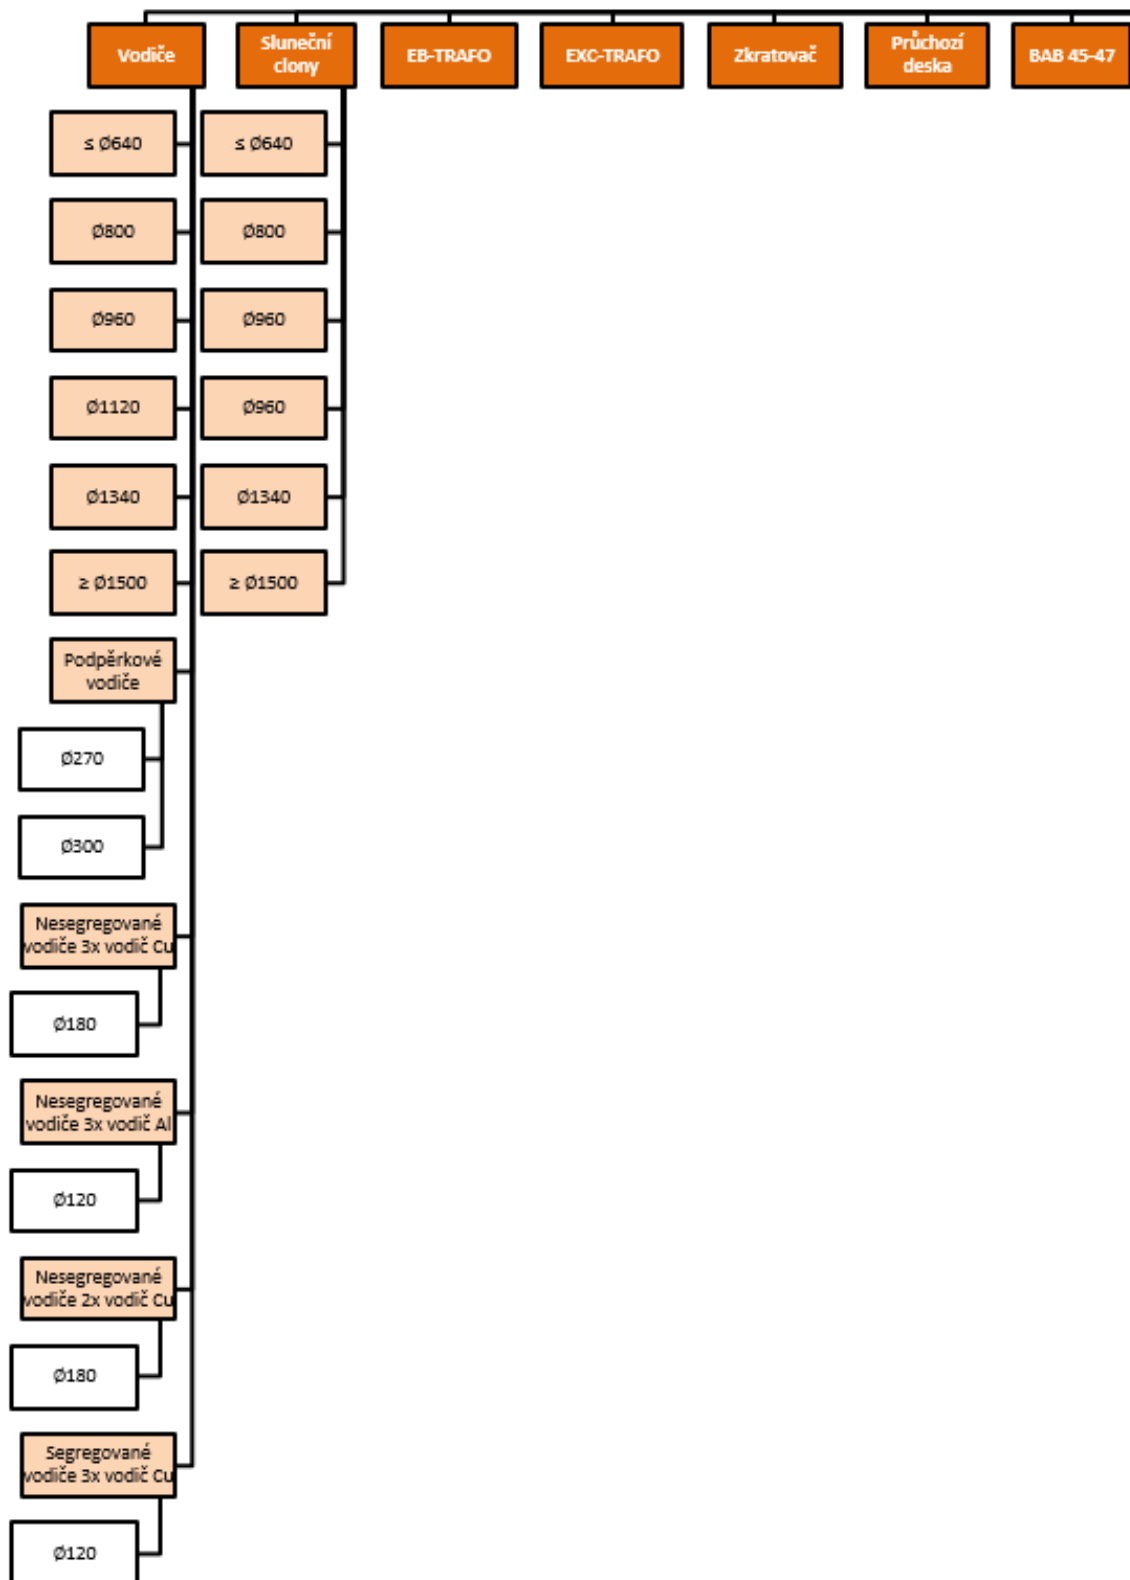 Vodiče
Sluneční
clony
EB-TRAFO
EXC-TRAFO
Zkratovač
Průchozí
deska
BAB 45-47
≤ Ø640
≤ Ø640
Ø800
Ø800
Ø960
Ø960
Ø1120
Ø960
Ø1340
Ø1340
≥ Ø1500
≥ Ø1500
Podpěrkové
vodiče
Ø270
Ø300
Nesegregované
vodiče 3x vodič Cu
Ø180
Nesegregované
vodiče 3x vodič Al
Ø120
Nesegregované
vodiče 2x vodič Cu
Ø180
Segregované
vodiče 3x vodič Cu
Ø120